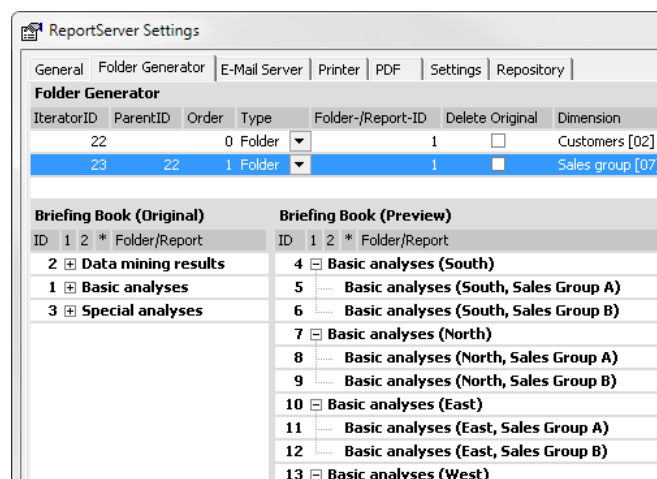 ReportServer Settings
General Folder Generator E-Mail Server Printer PDF Settings Repository
Folder Generator
IteratorID ParentID Order Type Folder-/Report-ID Delete Original Dimension
22 0 Folder 1 Customers [02]
23 22 1 Folder 1 Sales group [07]
Briefing Book (Original) Briefing Book (Preview)
ID 1 2 * Folder/Report ID 1 2 * Folder/Report
2 Data mining results 4 Basic analyses (South)
1 Basic analyses 5 Basic analyses (South, Sales Group A)
3 Special analyses 6 Basic analyses (South, Sales Group B)
7 Basic analyses (North)
8 Basic analyses (North, Sales Group A)
9 Basic analyses (North, Sales Group B)
10 Basic analyses (East)
11 Basic analyses (East, Sales Group A)
12 Basic analyses (East, Sales Group B)
13 Basic analyses (West)